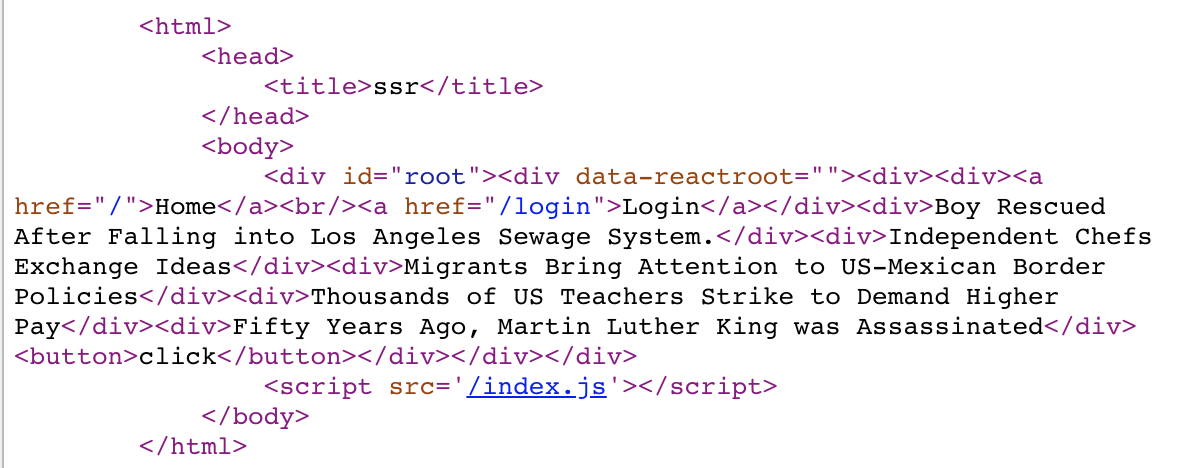 <html>
<head>
<title>ssr</title>
</head>
<body>
<div id="root"><div data-reactroot=""><div><div><a
href="/">Home</a><br/><a href="/login">Login</a></div><div>Boy Rescued
After Falling into Los Angeles Sewage System.</div><div>Independent Chefs
Exchange Ideas</div><div>Migrants Bring Attention to US-Mexican Border
Policies</div><div>Thousands of US Teachers Strike to Demand Higher
Pay</div><div>Fifty Years Ago, Martin Luther King was Assassinated</div>
<button>click</button></div></div></div>
<script src='/index.js'></script>
</body>
</html>